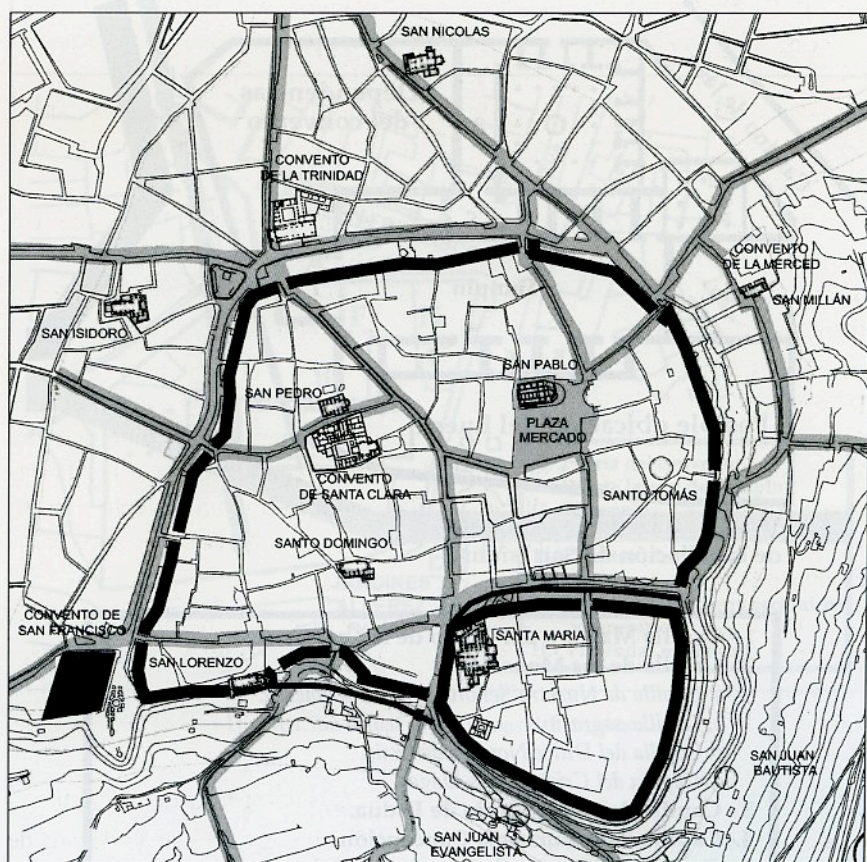 SAN NICOLAS
CONVENTO
DE LA TRINIDAD
CONVENTO
DE LA MERCED
SAN MILLÁN
SAN ISIDORO
SAN PABLO
SAN PEDRO
PLAZA
MERCADO
CONVENTO
DE SANTA CLARA
SANTO TOMÁS
SANTO DOMINGO
CONVENTO DE
SAN FRANCISCO
SANTA MARIA
SAN LORENZO
SAN JUAN
BAUTISTA
SAN JUAN
EVANGELISTA